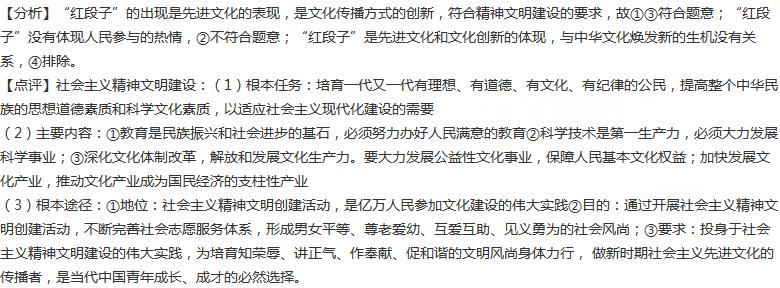 【分析】“红段子”的出现是先进文化的表现，是文化传播方式的创新，符合精神文明建设的要求，故①③符合题意；“红段
子”没有体现人民参与的热情，②不符合题意；“红段子”是先进文化和文化创新的体现，与中华文化焕发新的生机没有关
系，④排除。
【点评】社会主义精神文明建设：（1）根本任务：培育一代又一代有理想、有道德、有文化、有纪律的公民，提高整个中华民
族的思想道德素质和科学文化素质，以适应社会主义现代化建设的需要
（2）主要内容：①教育是民族振兴和社会进步的基石，必须努力办好人民满意的教育②科学技术是第一生产力，必须大力发展
科学事业；③深化文化体制改革，解放和发展文化生产力。要大力发展公益性文化事业，保障人民基本文化权益；加快发展文
化产业，推动文化产业成为国民经济的支柱性产业
（3）根本途径：①地位：社会主义精神文明创建活动，是亿万人民参加文化建设的伟大实践②目的：通过开展社会主义精神文
明创建活动，不断完善社会志愿服务体系，形成男女平等、尊老爱幼、互爱互助、见义勇为的社会风尚；③要求：投身于社会
主义精神文明建设的伟大实践，为培育知荣辱、讲正气、作奉献、促和谐的文明风尚身体力行， 做新时期社会主义先进文化的
传播者，是当代中国青年成长、成才的必然选择。